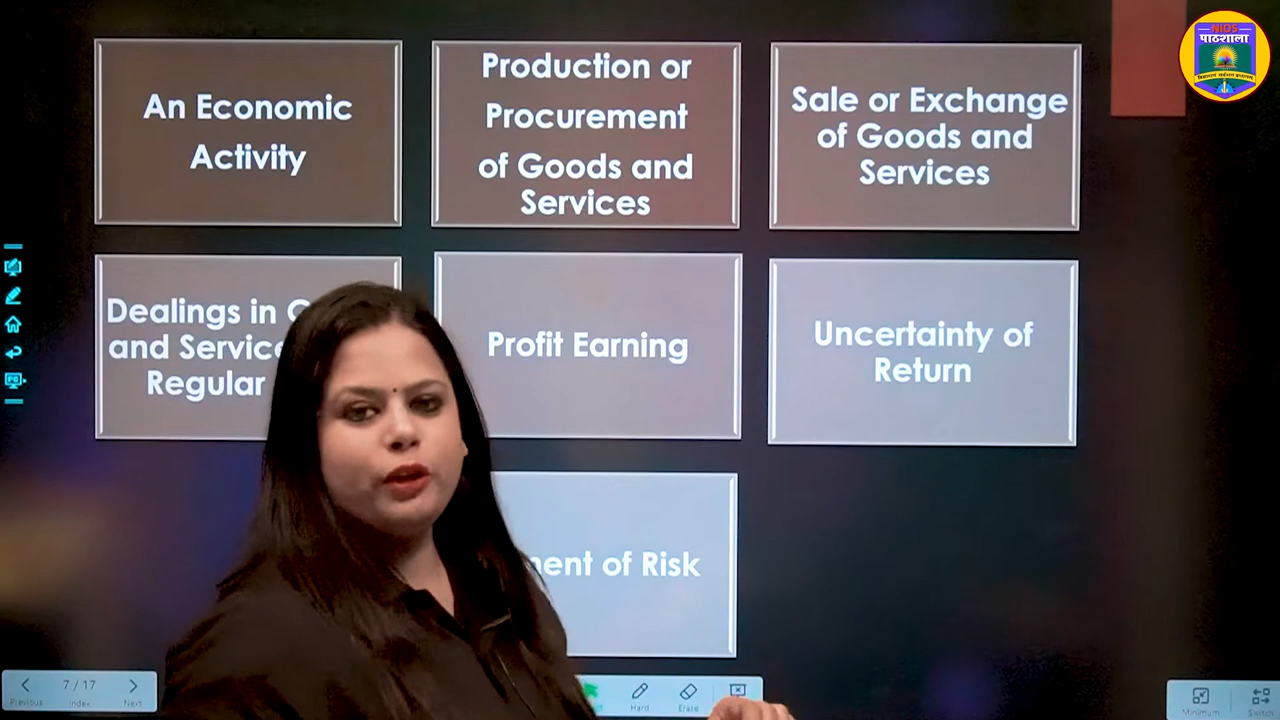 An Economic
Activity
Production or
Procurement
of Goods and
Services
Sale or Exchange
of Goods and
Services
Dealings in
and Service
Regular
Profit Earning
Uncertainty of
Return
of Risk
NIOS
पाठशाला
7 / 17
Previous
Index
Next
Hard
Erase
Minimum
Switch